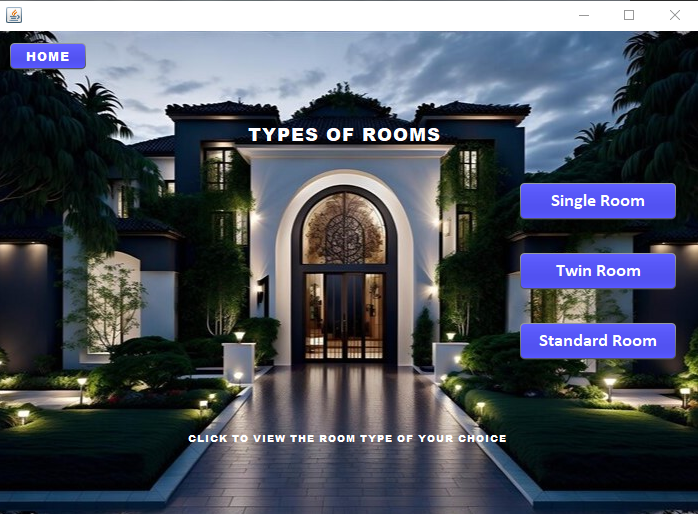 HOME
TYPES OF ROOMS
Single Room
Twin Room
Standard Room
CLICK TO VIEW THE ROOM TYPE OF YOUR CHOICE